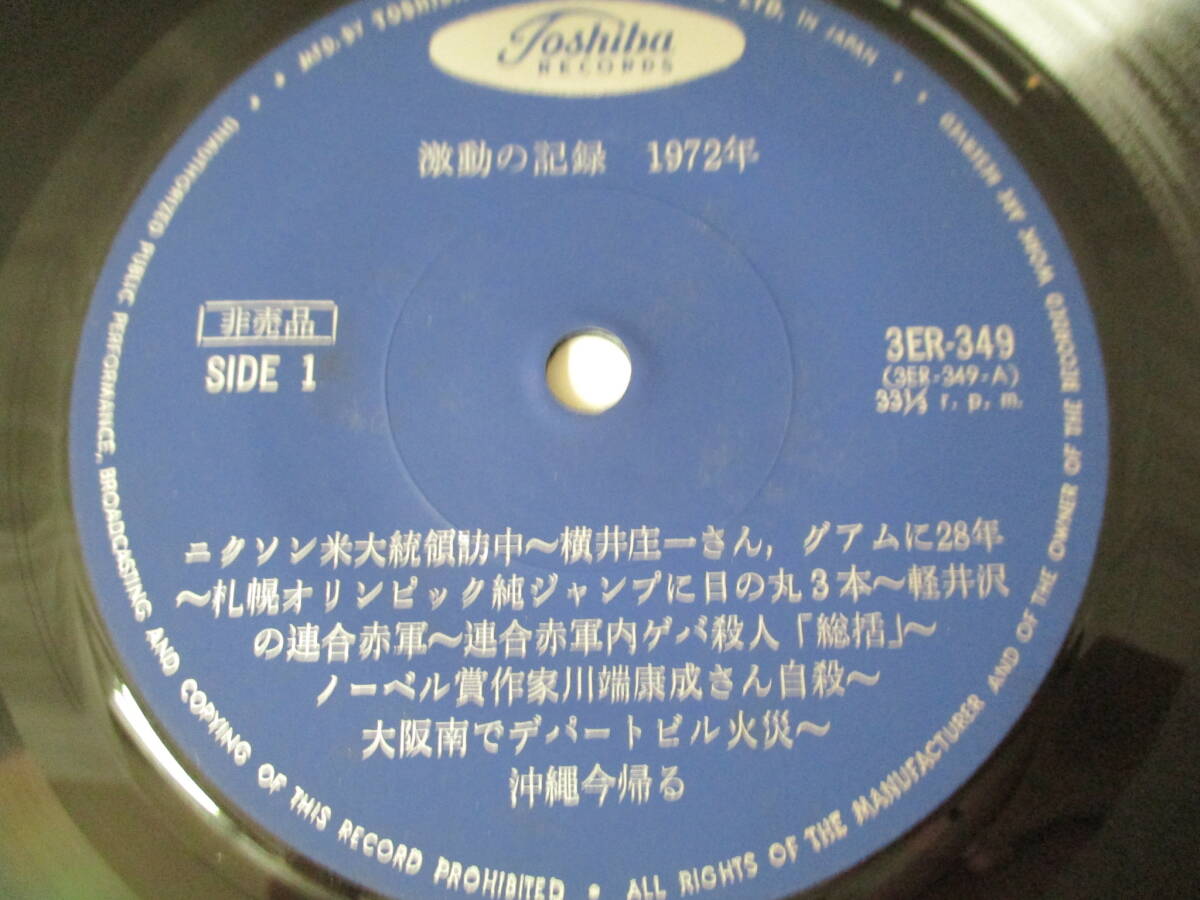 Toshiba
RECORDS
激動の記録　1972年
非売品
SIDE 1
3ER-349
(3ER-349-A)
33⅓ r. p. m.
ニクソン米大統領訪中～横井庄一さん, グアムに28年
～札幌オリンピック純ジャンプに日の丸3本～軽井沢
の連合赤軍～連合赤軍内ゲバ殺人「総括」～
ノーベル賞作家川端康成さん自殺～
大阪南でデパートビル火災～
沖縄今帰る
MFD. BY TOSHIBA LTD. IN JAPAN • ALL RIGHTS OF THE MANUFACTURER AND OF THE OWNER OF THE RECORDED WORK ARE RESERVED •
UNAUTHORIZED PUBLIC PERFORMANCE, BROADCASTING AND COPYING OF THIS RECORD PROHIBITED